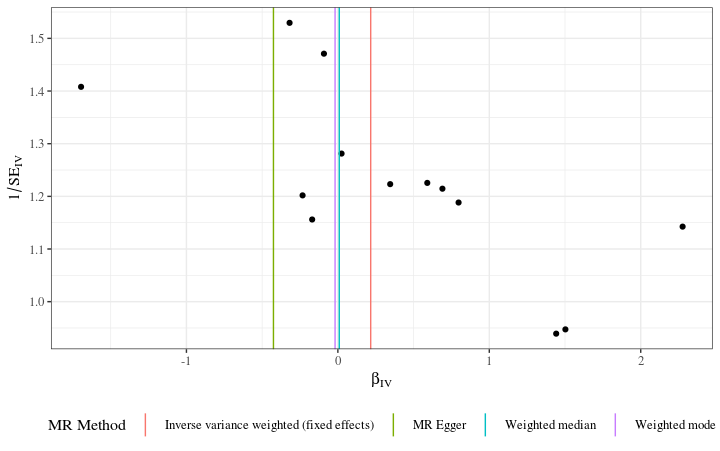 1.5
1.4
1.3
1.2
1.1
1.0
1/SE_IV
-1 0 1 2
β_IV
MR Method Inverse variance weighted (fixed effects) MR Egger Weighted median Weighted mode